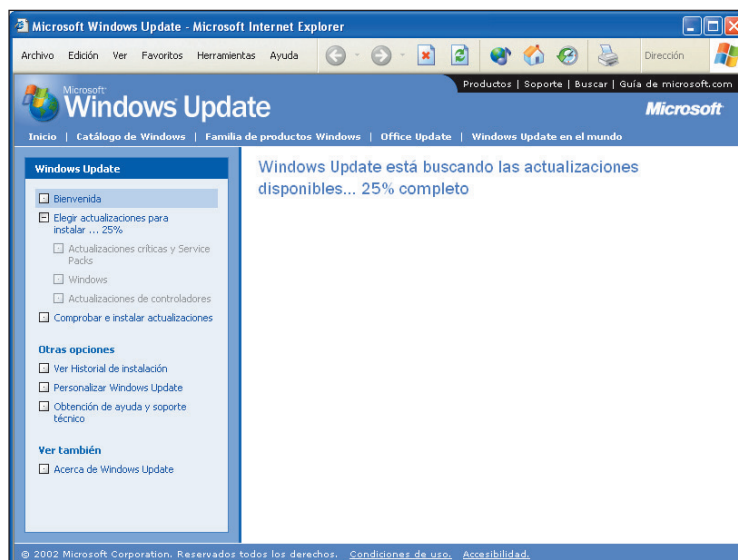 Microsoft Windows Update - Microsoft Internet Explorer
Archivo Edición Ver Favoritos Herramientas Ayuda Dirección
Productos | Soporte | Buscar | Guía de microsoft.com
Microsoft
Windows Update
Microsoft
Inicio | Catálogo de Windows | Familia de productos Windows | Office Update | Windows Update en el mundo
Windows Update
Bienvenida
Elegir actualizaciones para
instalar ... 25%
Actualizaciones críticas y Service
Packs
Windows
Actualizaciones de controladores
Comprobar e instalar actualizaciones
Otras opciones
Ver Historial de instalación
Personalizar Windows Update
Obtención de ayuda y soporte
técnico
Ver también
Acerca de Windows Update
Windows Update está buscando las actualizaciones
disponibles... 25% completo
© 2002 Microsoft Corporation. Reservados todos los derechos. Condiciones de uso. Accesibilidad.